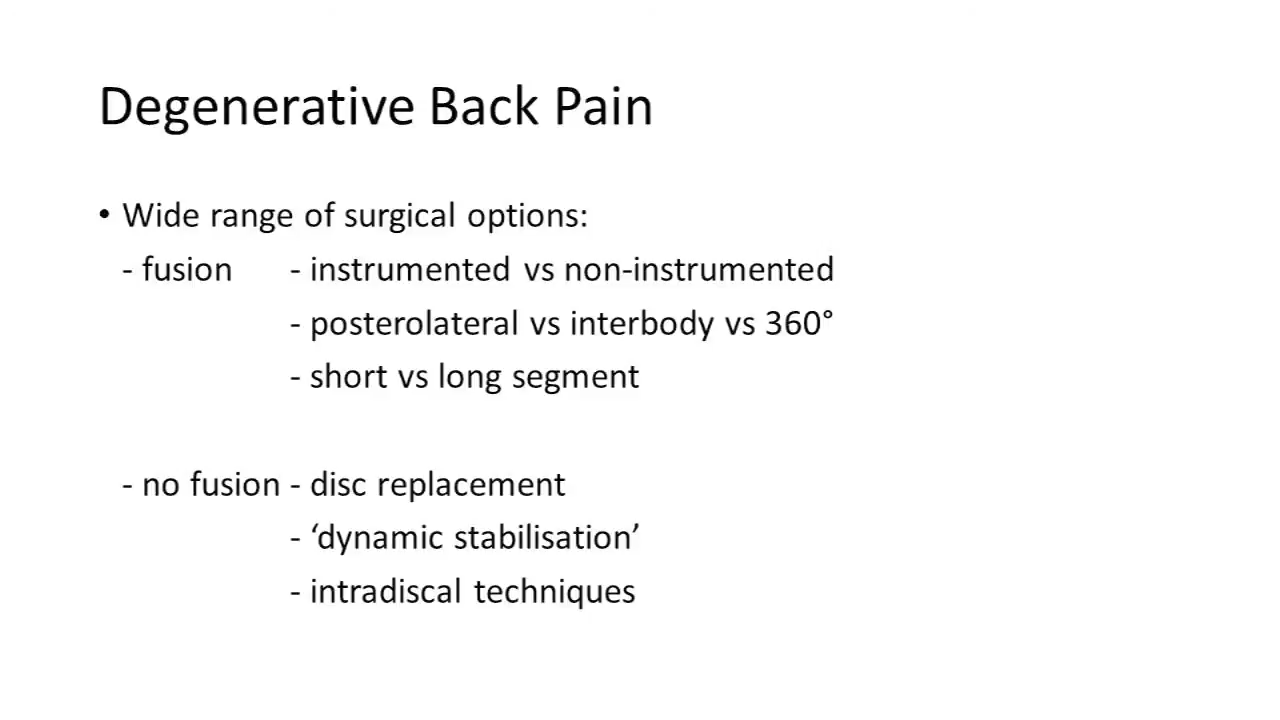 Degenerative Back Pain
• Wide range of surgical options:
- fusion - instrumented vs non-instrumented
- posterolateral vs interbody vs 360°
- short vs long segment
- no fusion - disc replacement
- ‘dynamic stabilisation’
- intradiscal techniques